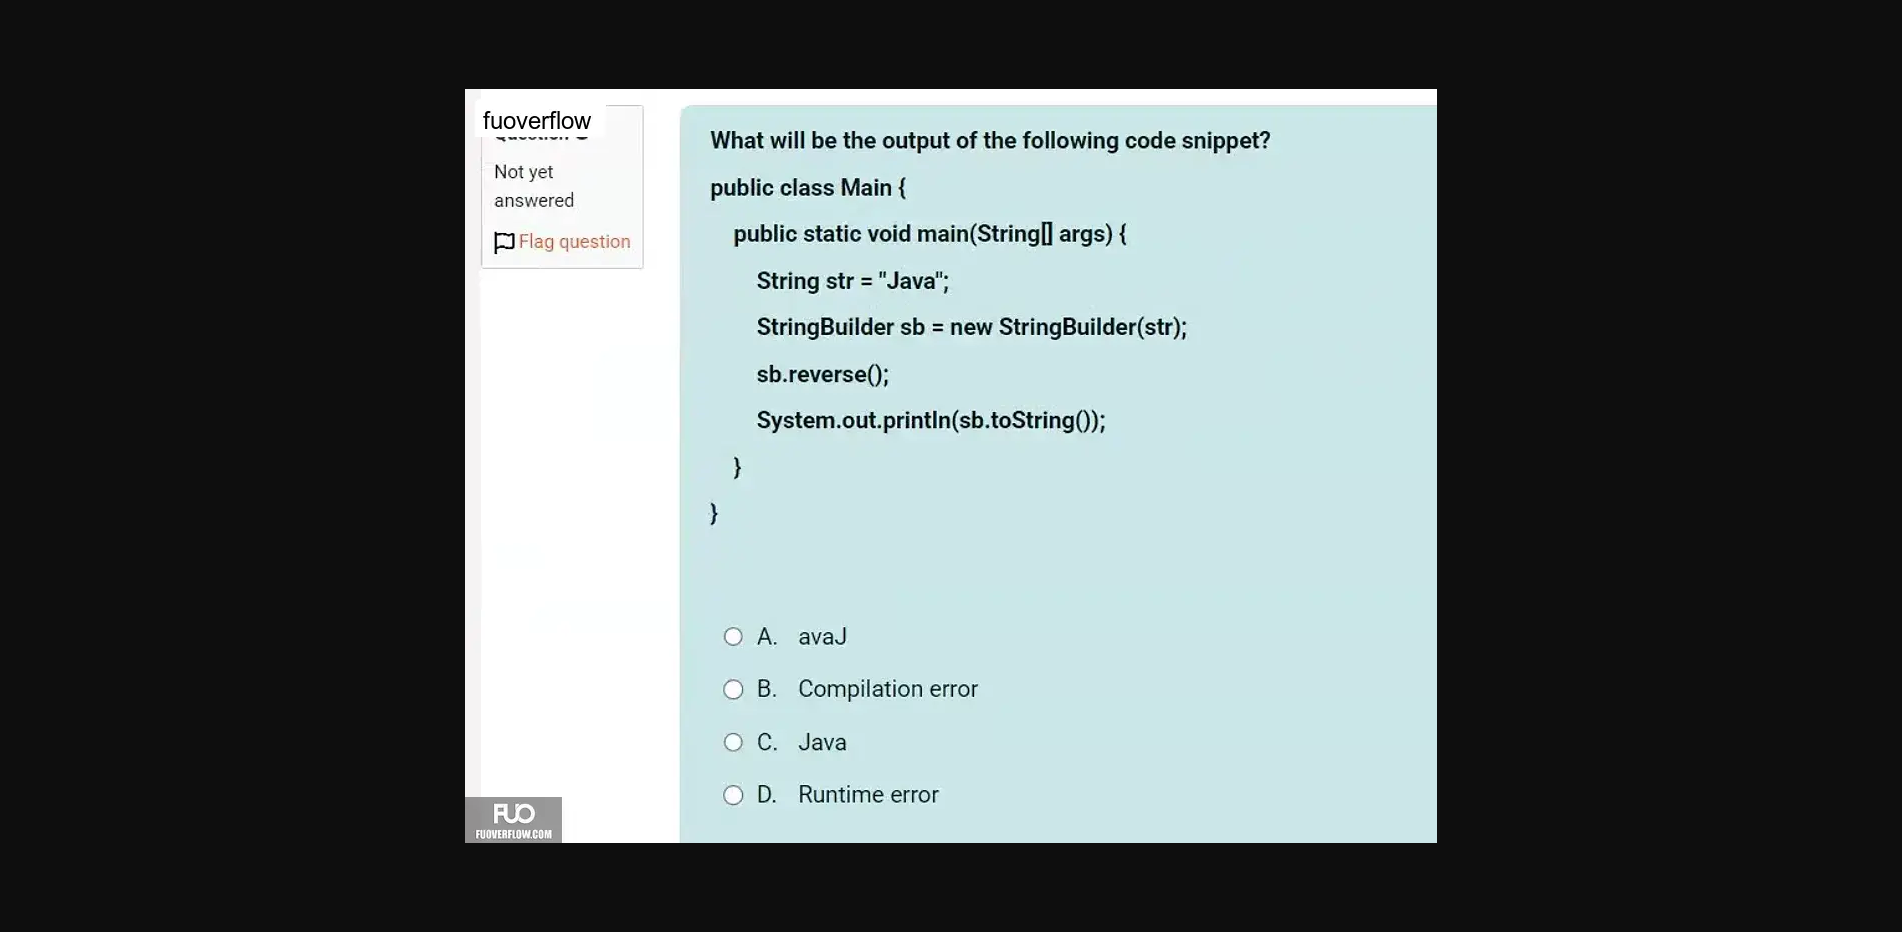 fuoverflow
Not yet
answered
Flag question
What will be the output of the following code snippet?
public class Main {
public static void main(String[] args) {
String str = "Java";
StringBuilder sb = new StringBuilder(str);
sb.reverse();
System.out.println(sb.toString());
}
}
A. avaJ
B. Compilation error
C. Java
D. Runtime error
FUO
FUOVERFLOW.COM